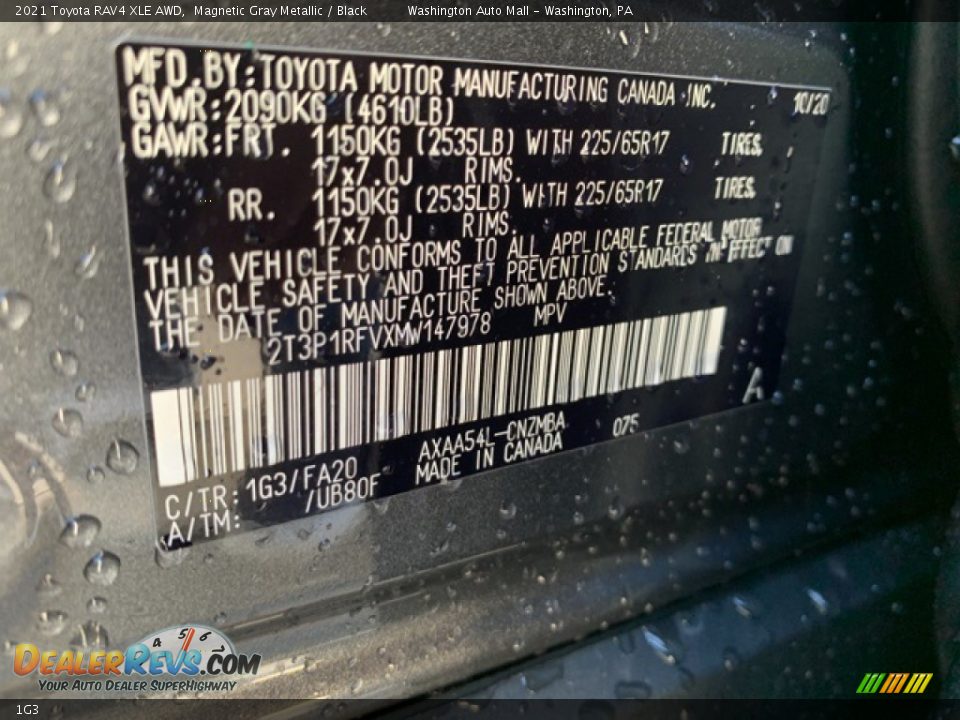 2021 Toyota RAV4 XLE AWD,  Magnetic Gray Metallic / Black    Washington Auto Mall - Washington, PA
MFD.BY:TOYOTA MOTOR MANUFACTURING CANADA INC. 10/20
GVWR:2090KG (4610LB)
GAWR:FRT. 1150KG (2535LB) WITH 225/65R17 TIRES,
17x7.0J RIMS.
RR. 1150KG (2535LB) WITH 225/65R17 TIRES,
17x7.0J RIMS.
THIS VEHICLE CONFORMS TO ALL APPLICABLE FEDERAL MOTOR
VEHICLE SAFETY AND THEFT PREVENTION STANDARDS IN EFFECT ON
THE DATE OF MANUFACTURE SHOWN ABOVE.
2T3P1RFVXMW147978 MPV
A
C/TR:1G3/FA20 AXAA54L-CNZMBA 075
A/TM: /UB80F MADE IN CANADA
4 5 6
DEALERREVS.COM
YOUR AUTO DEALER SUPERHIGHWAY
1G3